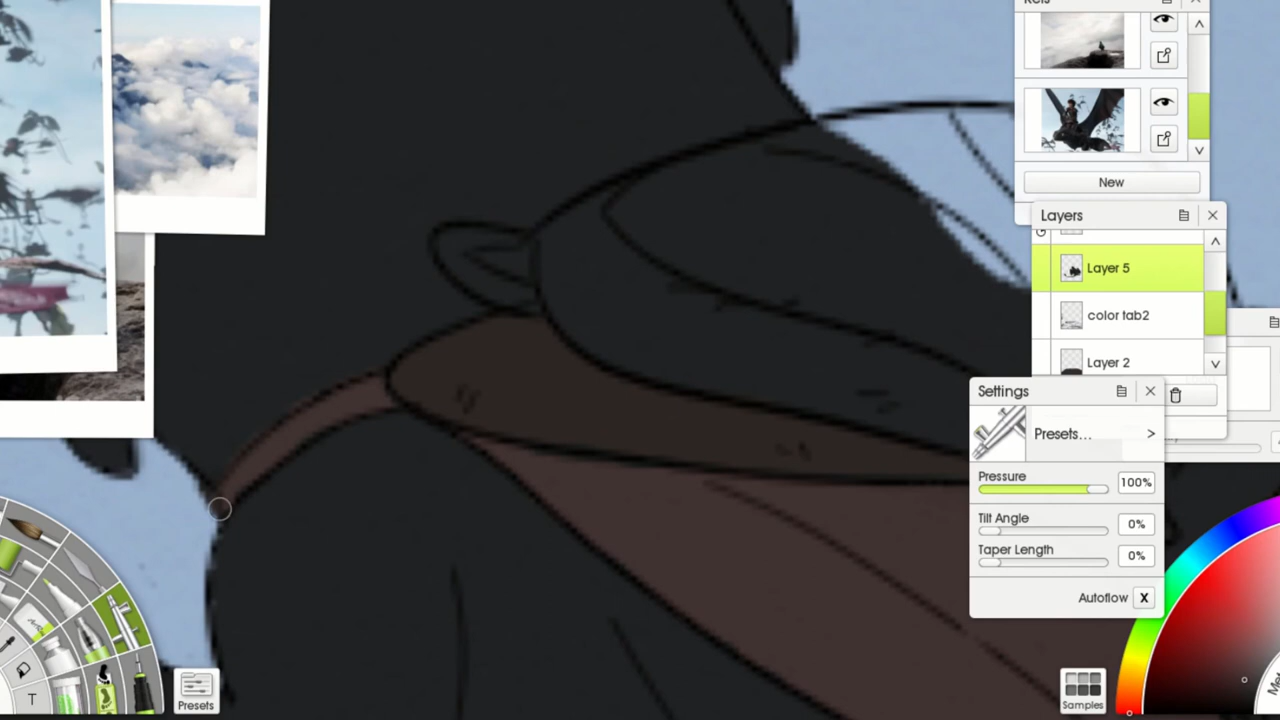 Refs
New
Layers
Layer 5
color tab2
Layer 2
Settings
Presets...
>
Pressure
100%
Tilt Angle
0%
Taper Length
0%
Autoflow X
T
Presets
Samples